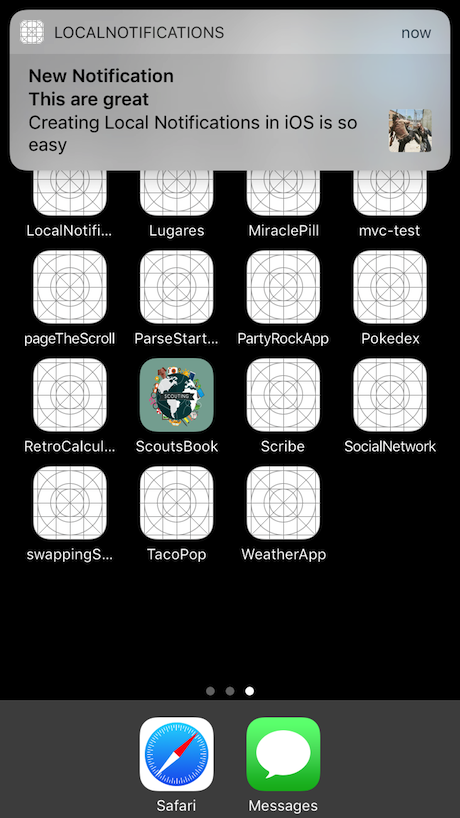 LOCALNOTIFICATIONS now
New Notification
This are great
Creating Local Notifications in iOS is so
easy
LocalNotifi... Lugares MiraclePill mvc-test
pageTheScroll ParseStart... PartyRockApp Pokedex
SCOUTING
RetroCalcul... ScoutsBook Scribe SocialNetwork
swappingS... TacoPop WeatherApp
Safari Messages